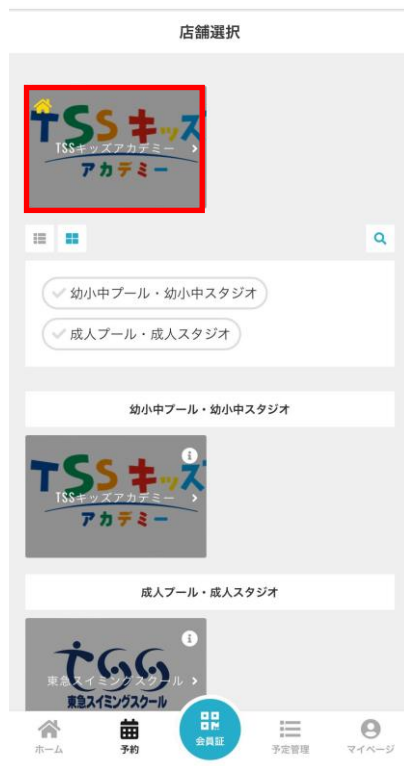 店舗選択
TSSキッズ
TSSキッズアカデミー
アカデミー
幼小中プール・幼小中スタジオ
成人プール・成人スタジオ
幼小中プール・幼小中スタジオ
TSSキッズ
TSSキッズアカデミー
アカデミー
成人プール・成人スタジオ
tss
東急スイミングスクール
東急スイミングスクール
ホーム
予約
会員証
予定管理
マイページ